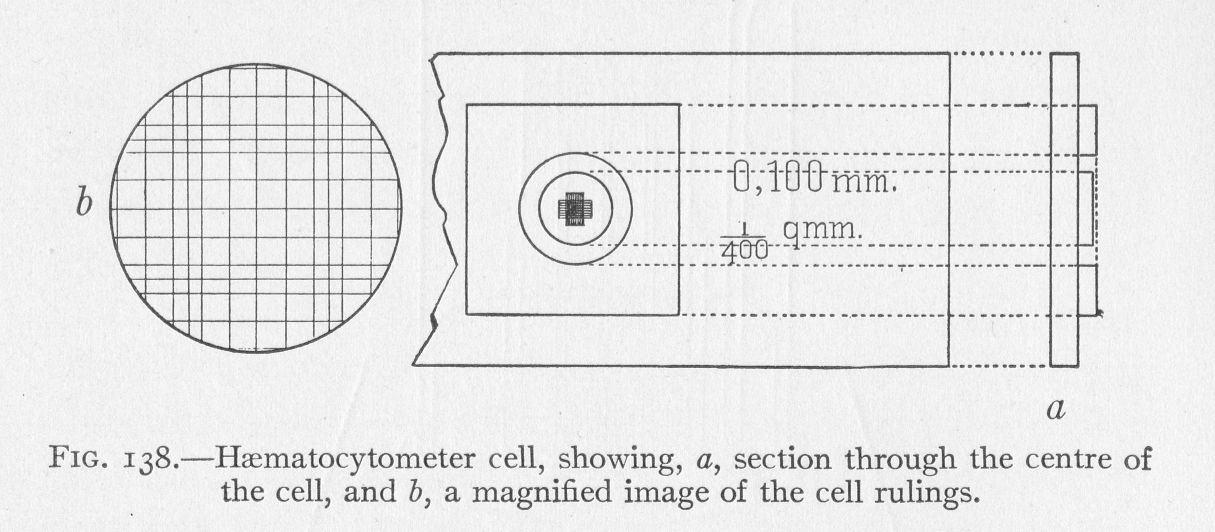 b
0,100 mm.
1/400 qmm.
a
FIG. 138.—Hæmatocytometer cell, showing, a, section through the centre of
the cell, and b, a magnified image of the cell rulings.